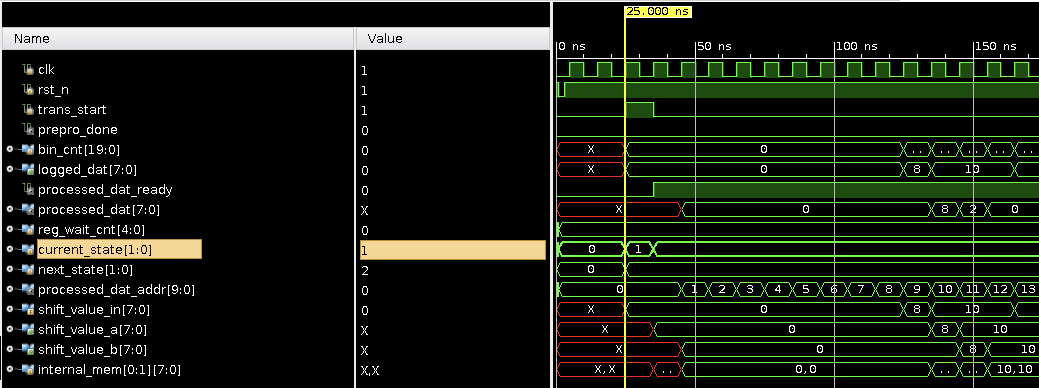 25.000 ns
Name Value 0 ns 50 ns 100 ns 150 ns
clk 1
rst_n 1
trans_start 1
prepro_done 0
bin_cnt[19:0] 0 X 0 .. .. .. .. ..
logged_dat[7:0] 0 X 0 8 10
processed_dat_ready 0
processed_dat[7:0] X X 0 8 2 0
reg_wait_cnt[4:0] 0
current_state[1:0] 1 0 1
next_state[1:0] 2 0
processed_dat_addr[9:0] 0 0 1 2 3 4 5 6 7 8 9 10 11 12 13
shift_value_in[7:0] 0 X 0 8 10
shift_value_a[7:0] X X 0 8 10
shift_value_b[7:0] X X 0 8 10
internal_mem[0:1][7:0] X,X X,X .. 0,0 .. .. 10,10